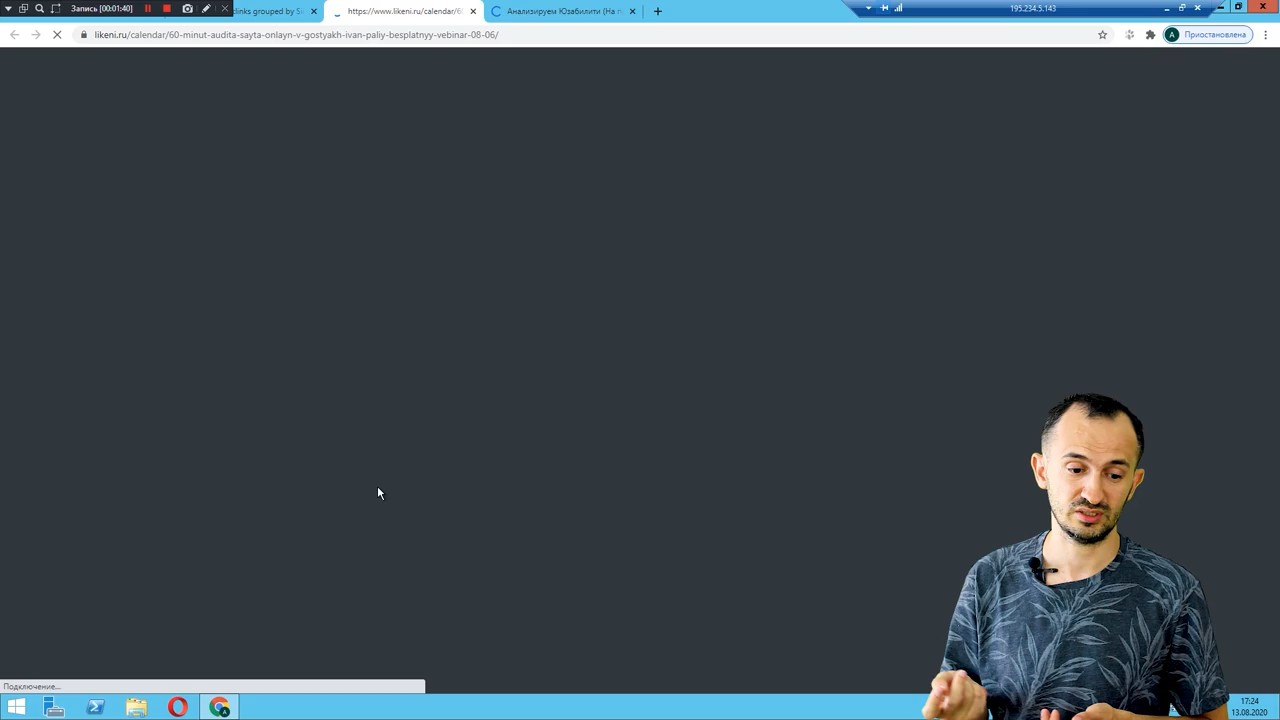 Запись [00:01:40]
links grouped by Si
https://www.likeni.ru/calendar/6
Анализируем Юзабилити (На п
195.234.5.143
likeni.ru/calendar/60-minut-audita-sayta-onlayn-v-gostyakh-ivan-paliy-besplatnyy-vebinar-08-06/
A
Приостановлена
Подключение...
17:24
13.08.2020